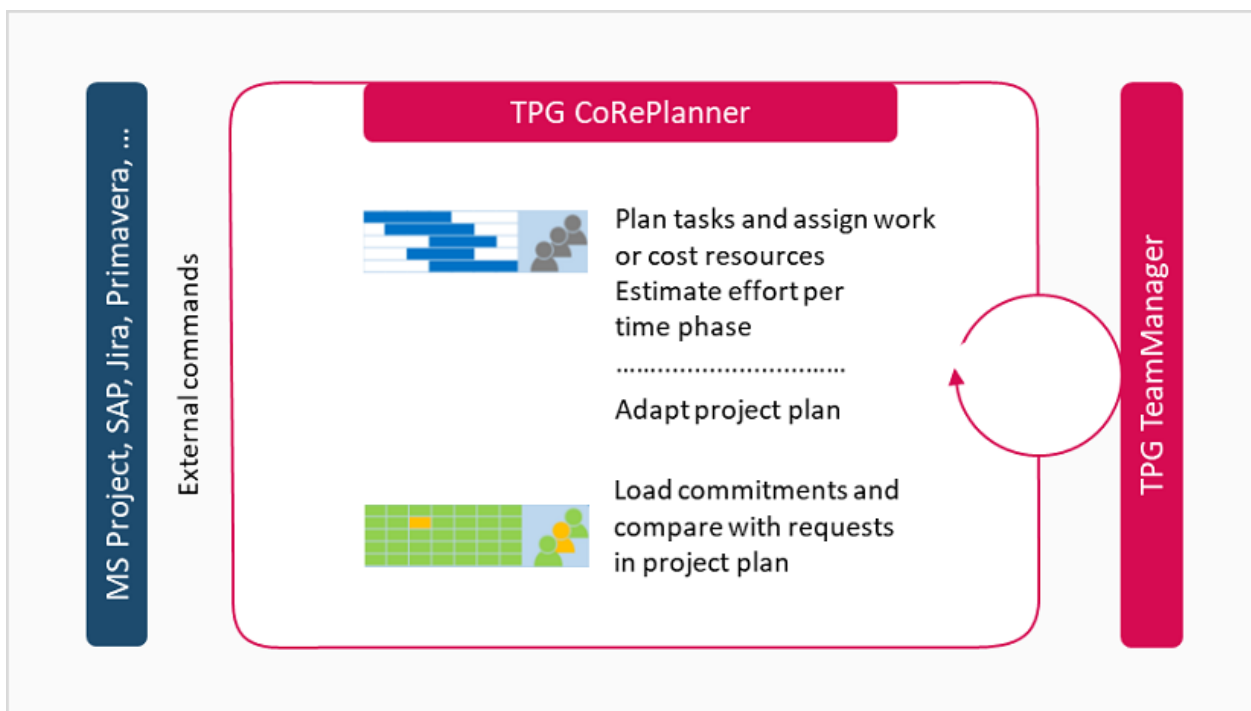 MS Project, SAP, Jira, Primavera, ...
External commands
TPG CoRePlanner
Plan tasks and assign work
or cost resources
Estimate effort per
time phase
....................................
Adapt project plan
Load commitments and
compare with requests
in project plan
TPG TeamManager